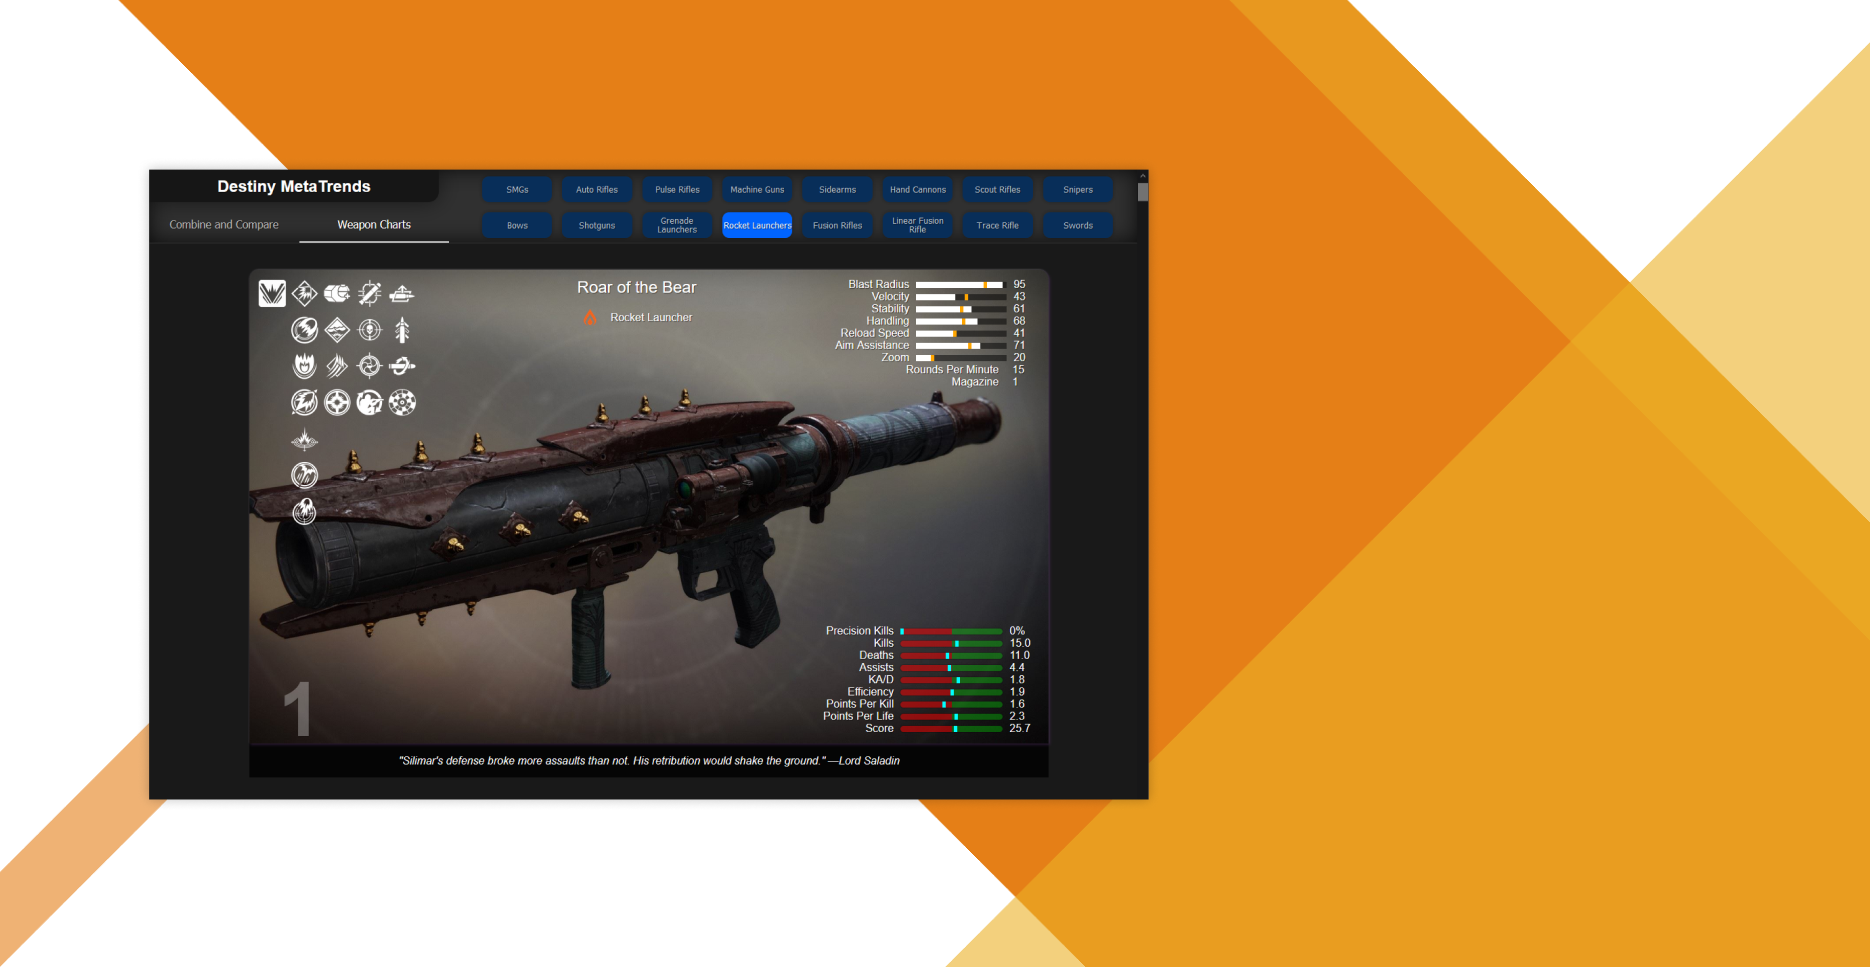 Destiny MetaTrends
Combine and Compare
Weapon Charts
SMGs
Auto Rifles
Pulse Rifles
Machine Guns
Sidearms
Hand Cannons
Scout Rifles
Snipers
Bows
Shotguns
Grenade
Launchers
Rocket Launchers
Fusion Rifles
Linear Fusion
Rifle
Trace Rifle
Swords
Roar of the Bear
Rocket Launcher
Blast Radius 95
Velocity 43
Stability 61
Handling 68
Reload Speed 41
Aim Assistance 71
Zoom 20
Rounds Per Minute 15
Magazine 1
Precision Kills 0%
Kills 15.0
Deaths 11.0
Assists 4.4
KA/D 1.8
Efficiency 1.9
Points Per Kill 1.6
Points Per Life 2.3
Score 25.7
1
"Silimar's defense broke more assaults than not. His retribution would shake the ground." —Lord Saladin